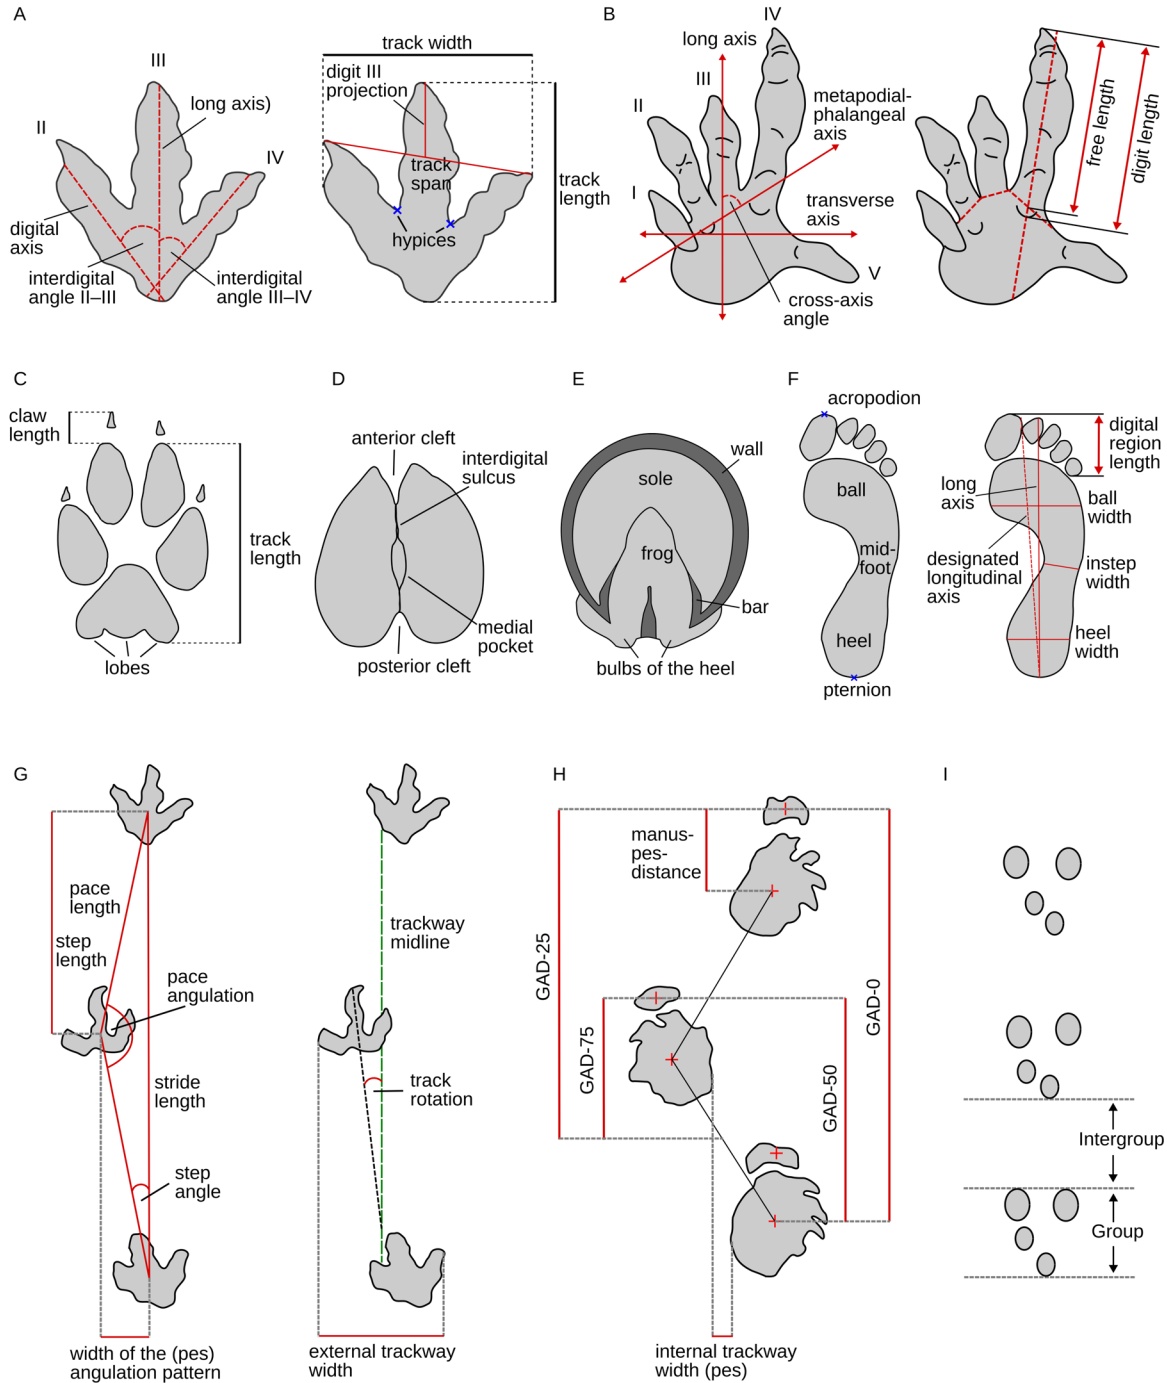 A
III
long axis)
II
IV
digital
axis
interdigital
angle II–III
interdigital
angle III–IV
track width
digit III
projection
track
span
hypices
track
length
B
IV
long axis
III
II
metapodial-
phalangeal
axis
I
transverse
axis
V
cross-axis
angle
free length
digit length
C
claw
length
track
length
lobes
D
anterior cleft
interdigital
sulcus
medial
pocket
posterior cleft
E
wall
sole
frog
bar
bulbs of the heel
F
acropodion
ball
mid-
foot
heel
pternion
digital
region
length
long
axis
ball
width
designated
longitudinal
axis
instep
width
heel
width
G
pace
length
step
length
pace
angulation
stride
length
step
angle
width of the (pes)
angulation pattern
trackway
midline
track
rotation
external trackway
width
H
manus-
pes-
distance
GAD-25
GAD-75
GAD-0
GAD-50
internal trackway
width (pes)
I
Intergroup
Group